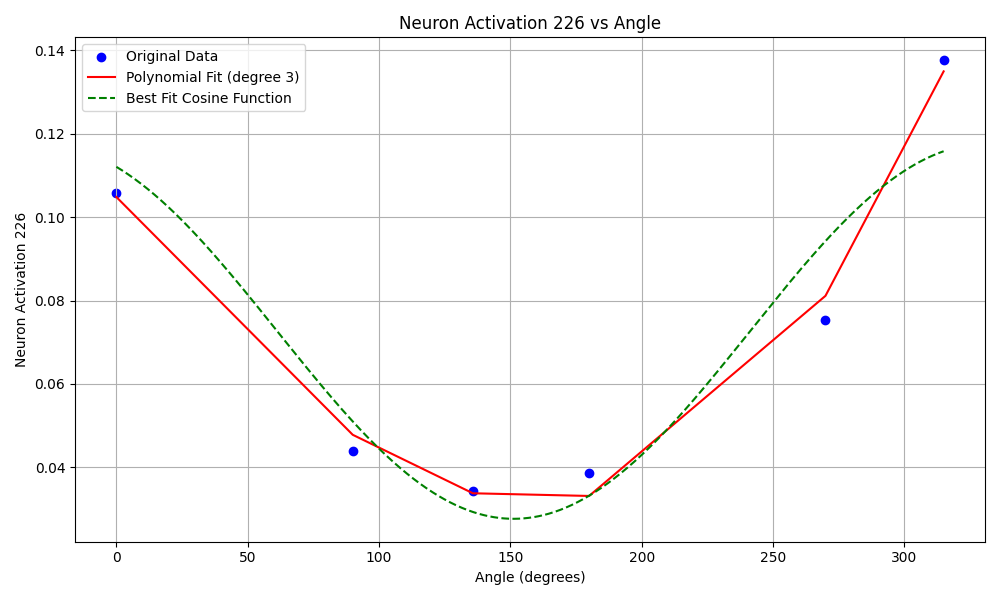 Neuron Activation 226 vs Angle
Original Data
Polynomial Fit (degree 3)
Best Fit Cosine Function
0.14
0.12
0.10
0.08
0.06
0.04
Neuron Activation 226
0 50 100 150 200 250 300
Angle (degrees)